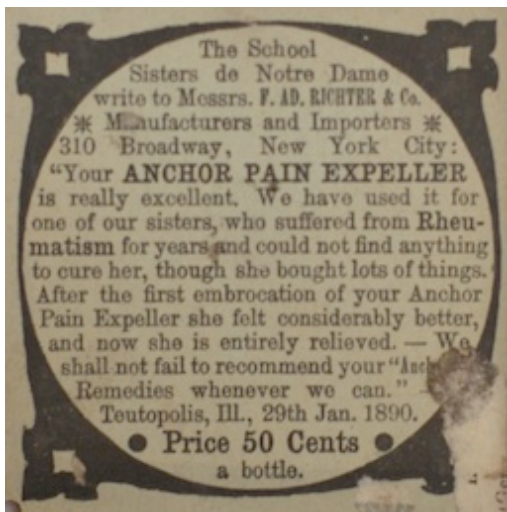 The School
Sisters de Notre Dame
write to Messrs. F. AD. RICHTER & Co.
Manufacturers and Importers
310 Broadway, New York City:
"Your ANCHOR PAIN EXPELLER
is really excellent. We have used it for
one of our sisters, who suffered from Rheu-
matism for years and could not find anything
to cure her, though she bought lots of things.
After the first embrocation of your Anchor
Pain Expeller she felt considerably better,
and now she is entirely relieved. — We
shall not fail to recommend your "Anchor"
Remedies whenever we can."
Teutopolis, Ill., 29th Jan. 1890.
● Price 50 Cents ●
a bottle.